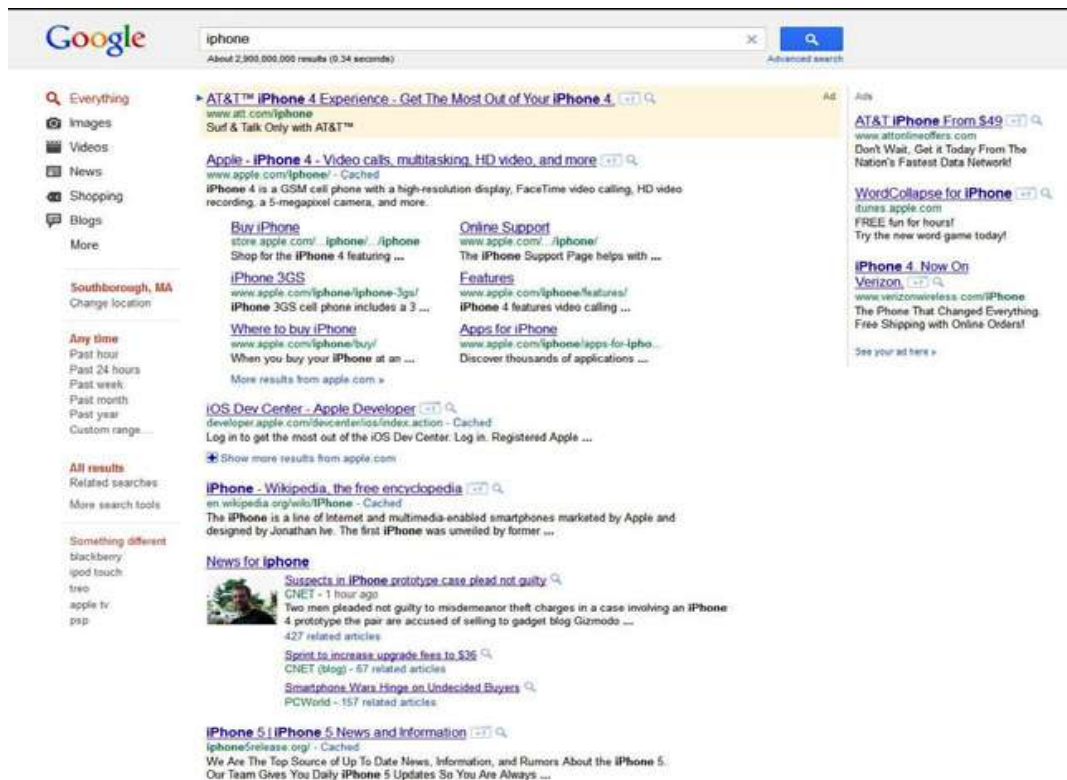 Google
iphone
About 2,900,000,000 results (0.34 seconds)
Advanced search
Everything
Images
Videos
News
Shopping
Blogs
More
Southborough, MA
Change location
Any time
Past hour
Past 24 hours
Past week
Past month
Past year
Custom range...
All results
Related searches
More search tools
Something different
blackberry
ipod touch
treo
apple tv
psp
AT&T™ iPhone 4 Experience - Get The Most Out of Your iPhone 4. +1
Ad
www.att.com/iphone
Surf & Talk Only with AT&T™
Apple - iPhone 4 - Video calls, multitasking, HD video, and more +1
www.apple.com/iphone/ - Cached
iPhone 4 is a GSM cell phone with a high-resolution display, FaceTime video calling, HD video
recording, a 5-megapixel camera, and more.
Buy iPhone
store.apple.com/...iphone/.../iphone
Shop for the iPhone 4 featuring ...
iPhone 3GS
www.apple.com/iphone/iphone-3gs/
iPhone 3GS cell phone includes a 3 ...
Where to buy iPhone
www.apple.com/iphone/buy/
When you buy your iPhone at an ...
More results from apple.com »
Online Support
www.apple.com/.../iphone/
The iPhone Support Page helps with ...
Features
www.apple.com/iphone/features/
iPhone 4 features video calling ...
Apps for iPhone
www.apple.com/iphone/apps-for-ipho...
Discover thousands of applications ...
iOS Dev Center - Apple Developer +1
developer.apple.com/devcenter/ios/index.action - Cached
Log in to get the most out of the iOS Dev Center. Log in. Registered Apple ...
Show more results from apple.com
iPhone - Wikipedia, the free encyclopedia +1
en.wikipedia.org/wiki/IPhone - Cached
The iPhone is a line of Internet and multimedia-enabled smartphones marketed by Apple and
designed by Jonathan Ive. The first iPhone was unveiled by former ...
News for iphone
Suspects in iPhone prototype case plead not guilty
CNET - 1 hour ago
Two men pleaded not guilty to misdemeanor theft charges in a case involving an iPhone
4 prototype the pair are accused of selling to gadget blog Gizmodo ...
427 related articles
Sprint to increase upgrade fees to $36
CNET (blog) - 67 related articles
Smartphone Wars Hinge on Undecided Buyers
PCWorld - 157 related articles
iPhone 5 | iPhone 5 News and Information +1
iphone5release.org/ - Cached
We Are The Top Source of Up To Date News, Information, and Rumors About the iPhone 5.
Our Team Gives You Daily iPhone 5 Updates So You Are Always ...
Ads
AT&T iPhone From $49 +1
www.attonlineoffers.com
Don't Wait, Get it Today From The
Nation's Fastest Data Network!
WordCollapse for iPhone +1
itunes.apple.com
FREE fun for hours!
Try the new word game today!
iPhone 4. Now On
Verizon. +1
www.verizonwireless.com/iPhone
The Phone That Changed Everything.
Free Shipping with Online Orders!
See your ad here »